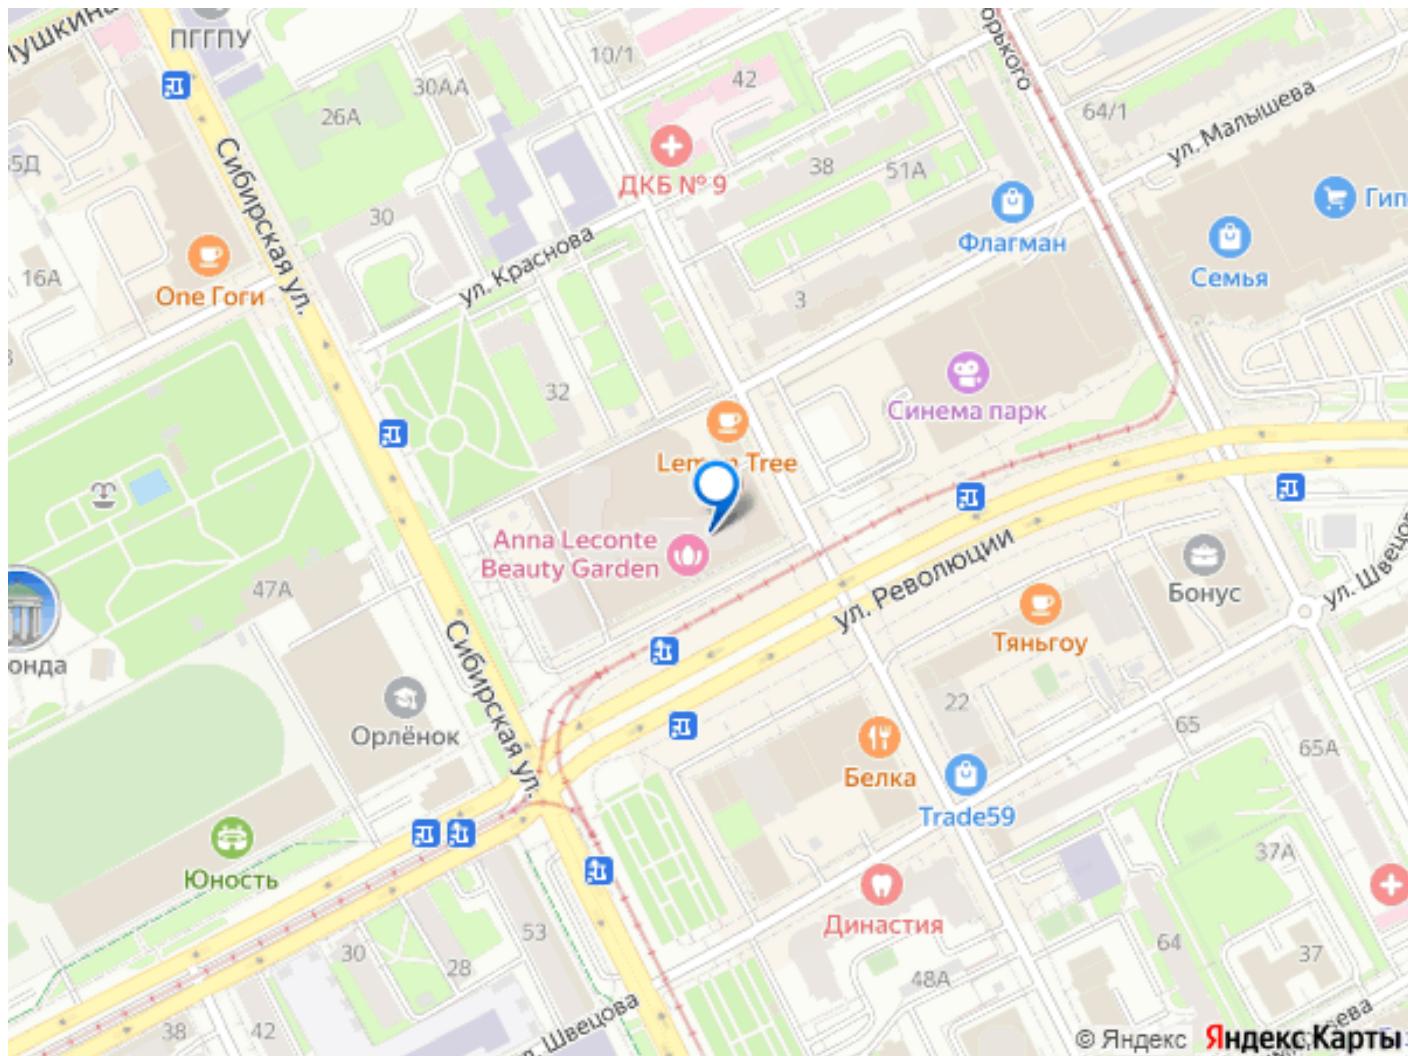 ПГГПУ
10/1
42
30АА
26А
64/1
ул. Малышева
Сибирская ул.
ДКБ № 9
38
51А
30
ул. Краснова
Флагман
Семья
16А
One Гоги
3
32
Синема парк
Lemon Tree
Anna Leconte
Beauty Garden
47А
ул. Революции
Бонус
Тяньгоу
Сибирская ул.
Орлёнок
22
65
65А
Белка
Trade59
Юность
37А
Династия
53
30
28
64
37
48А
38
42
© Яндекс Яндекс Карты